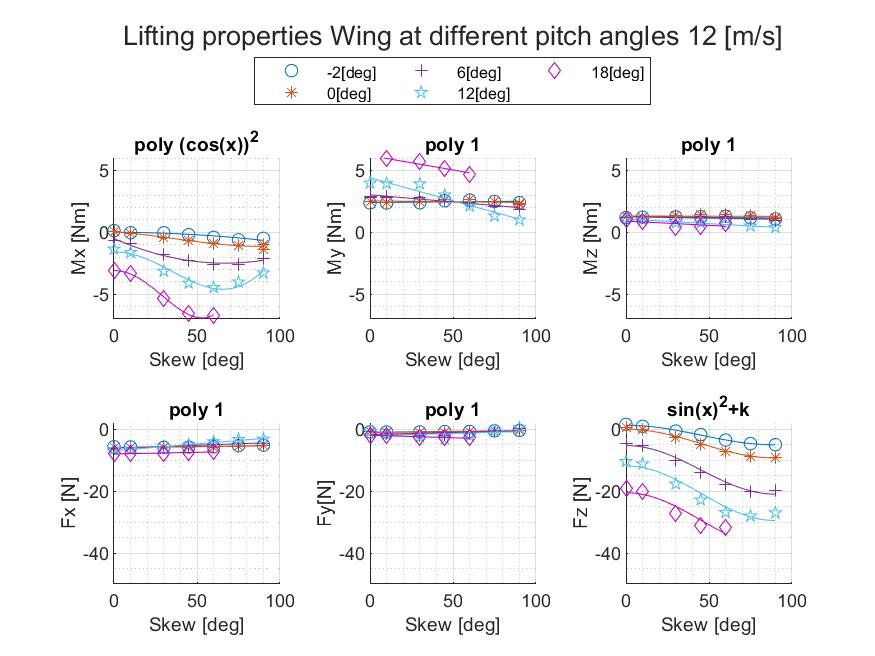 Lifting properties Wing at different pitch angles 12 [m/s]
-2[deg] 6[deg] 18[deg]
0[deg] 12[deg]
poly (cos(x))2 poly 1 poly 1
5 5 5
Mx [Nm] 0 My [Nm] 0 Mz [Nm] 0
-5 -5 -5
0 50 100 0 50 100 0 50 100
Skew [deg] Skew [deg] Skew [deg]
poly 1 poly 1 sin(x)2+k
0 0 0
Fx [N] -20 Fy[N] -20 Fz [N] -20
-40 -40 -40
0 50 100 0 50 100 0 50 100
Skew [deg] Skew [deg] Skew [deg]